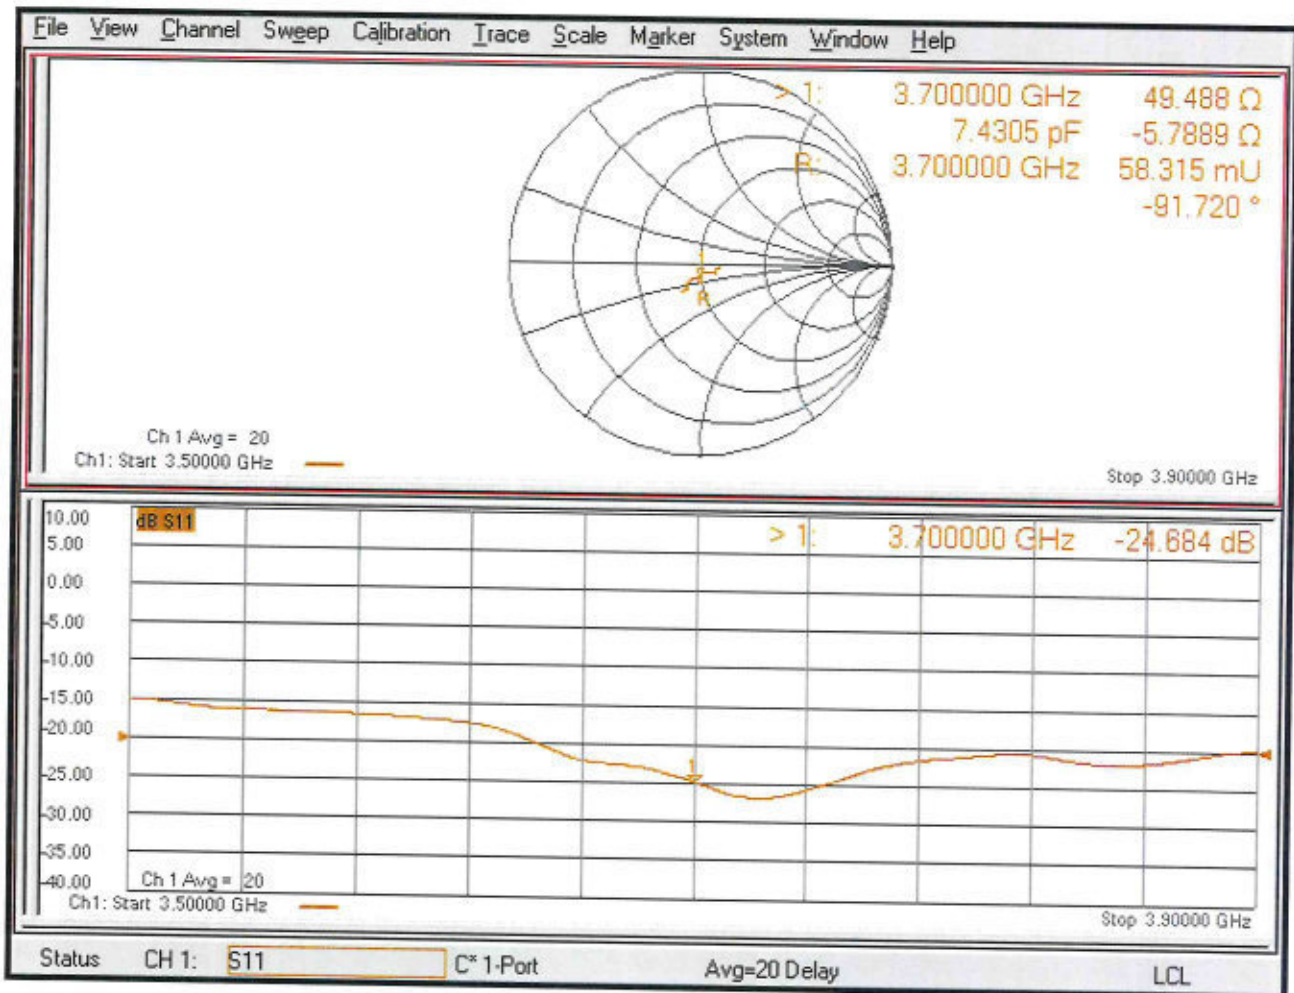 File View Channel Sweep Calibration Trace Scale Marker System Window Help
> 1: 3.700000 GHz 49.488 Ω
7.4305 pF -5.7889 Ω
R: 3.700000 GHz 58.315 mU
-91.720 °
1
R
Ch 1 Avg = 20
Ch1: Start 3.50000 GHz
Stop 3.90000 GHz
10.00
dB S11
> 1: 3.700000 GHz -24.684 dB
5.00
0.00
-5.00
-10.00
-15.00
-20.00
1
-25.00
-30.00
-35.00
-40.00
Ch 1 Avg = 20
Ch1: Start 3.50000 GHz
Stop 3.90000 GHz
Status CH 1: S11 C* 1-Port Avg=20 Delay LCL